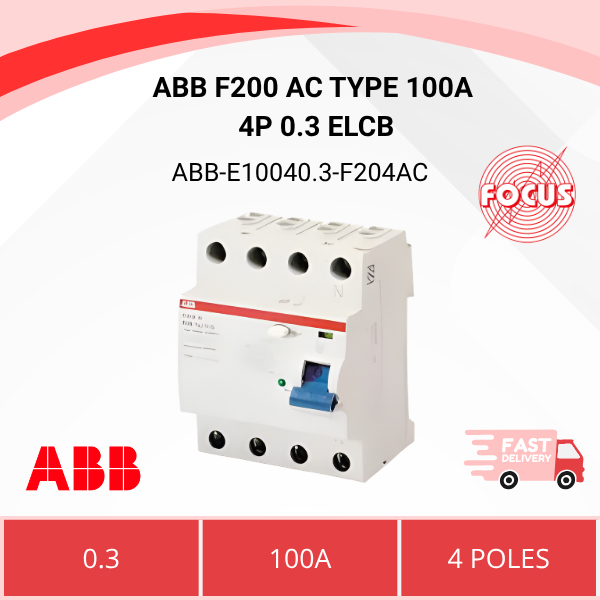 ABB F200 AC TYPE 100A
4P 0.3 ELCB
ABB-E10040.3-F204AC
FOCUS
N
ABB
FAST
DELIVERY
0.3
100A
4 POLES